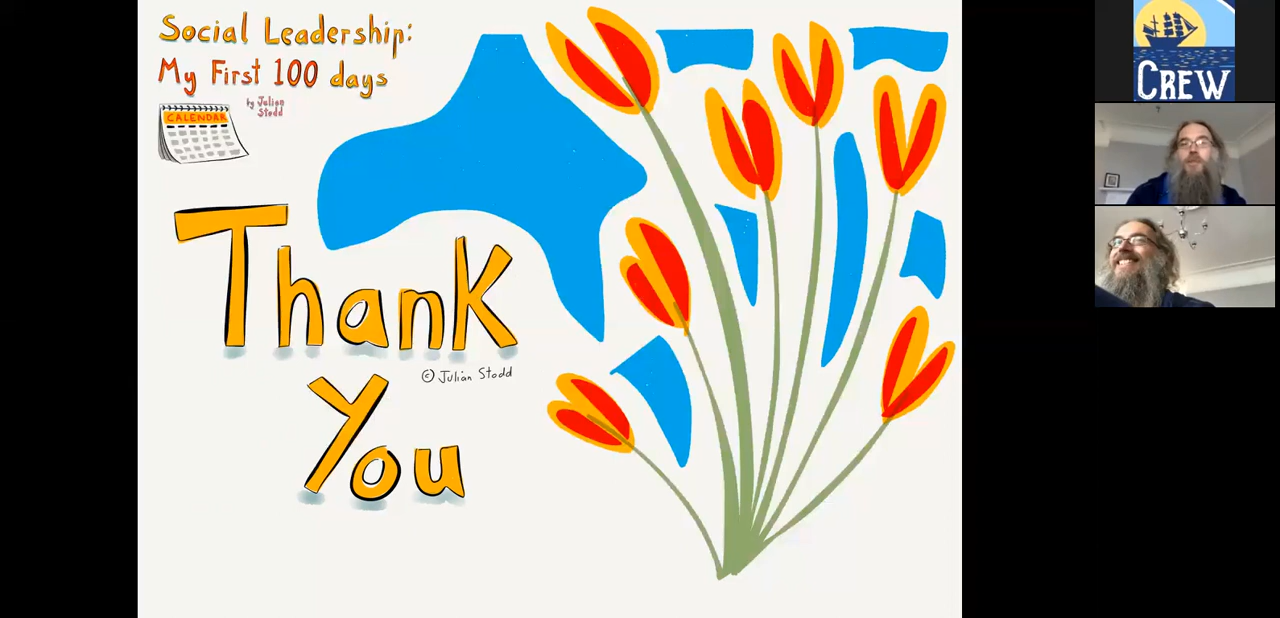 Social Leadership:
My First 100 days
by Julian
Stodd
CALENDAR
Thank
You
© Julian Stodd
CREW